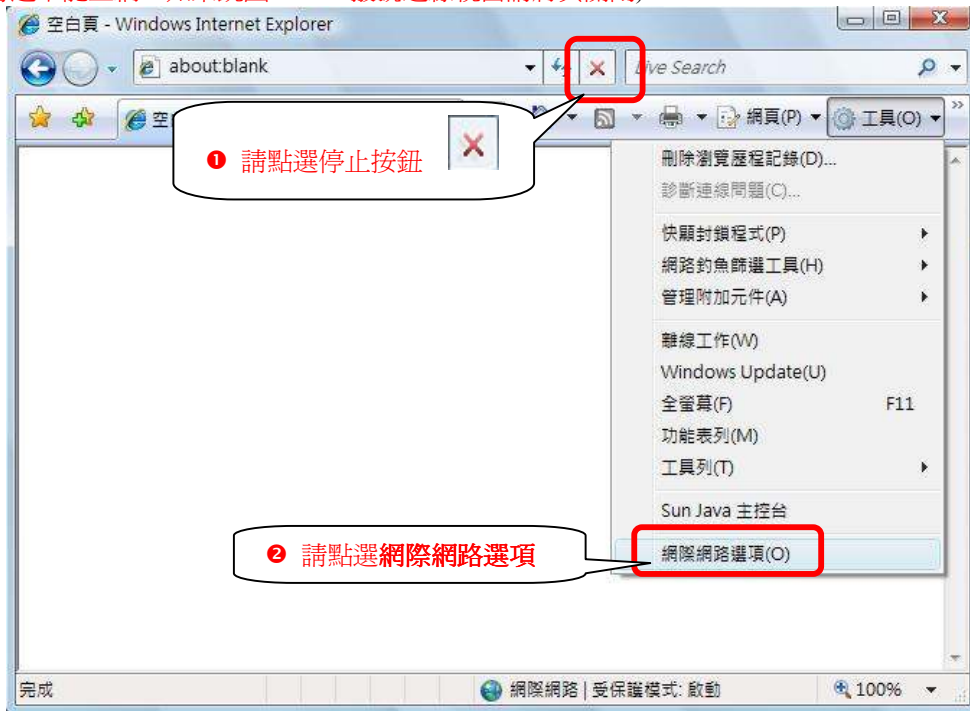 空白頁 - Windows Internet Explorer
about:blank
Live Search
網頁(P)
工具(O)
❶ 請點選停止按鈕
刪除瀏覽歷程記錄(D)...
診斷連線問題(C)...
快顯封鎖程式(P)
網路釣魚篩選工具(H)
管理附加元件(A)
離線工作(W)
Windows Update(U)
全螢幕(F) F11
功能表列(M)
工具列(T)
Sun Java 主控台
❷ 請點選網際網路選項
網際網路選項(O)
完成
網際網路 | 受保護模式: 啟動
100%